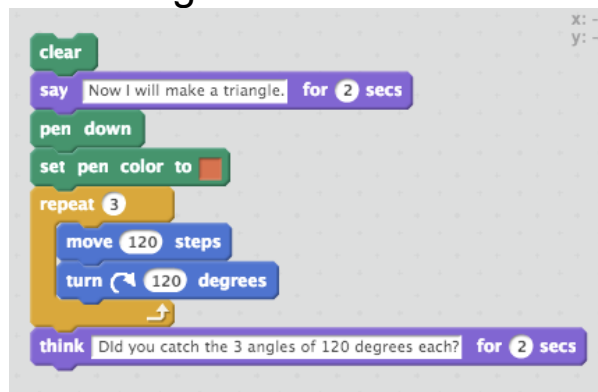 x: -
y: -
clear
say Now I will make a triangle. for 2 secs
pen down
set pen color to
repeat 3
move 120 steps
turn 120 degrees
think DId you catch the 3 angles of 120 degrees each? for 2 secs